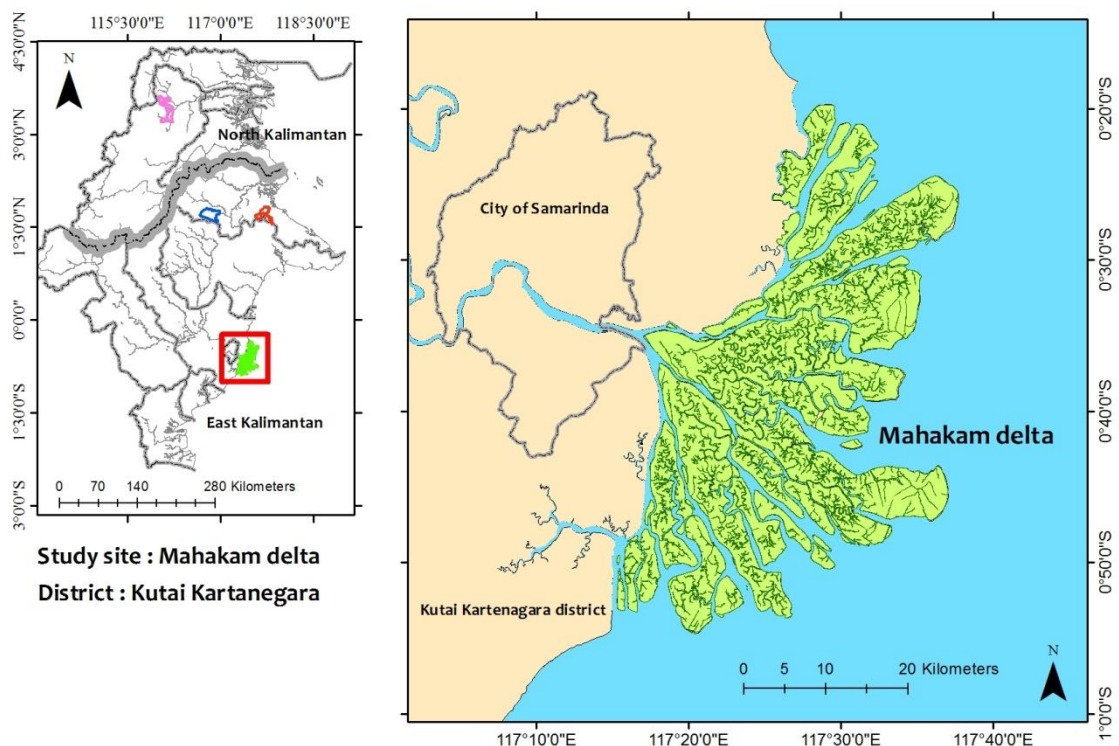 115°30'0"E 117°0'0"E 118°30'0"E
4°30'0"N
3°0'0"N
1°30'0"N
0°0'0"
1°30'0"S
3°0'0"S
N
North Kalimantan
East Kalimantan
0 70 140 280 Kilometers
Study site : Mahakam delta
District : Kutai Kartanegara
City of Samarinda
Mahakam delta
Kutai Kartenagara district
N
0 5 10 20 Kilometers
0°20'0"S
0°30'0"S
0°40'0"S
0°50'0"S
1°0'0"S
117°10'0"E 117°20'0"E 117°30'0"E 117°40'0"E